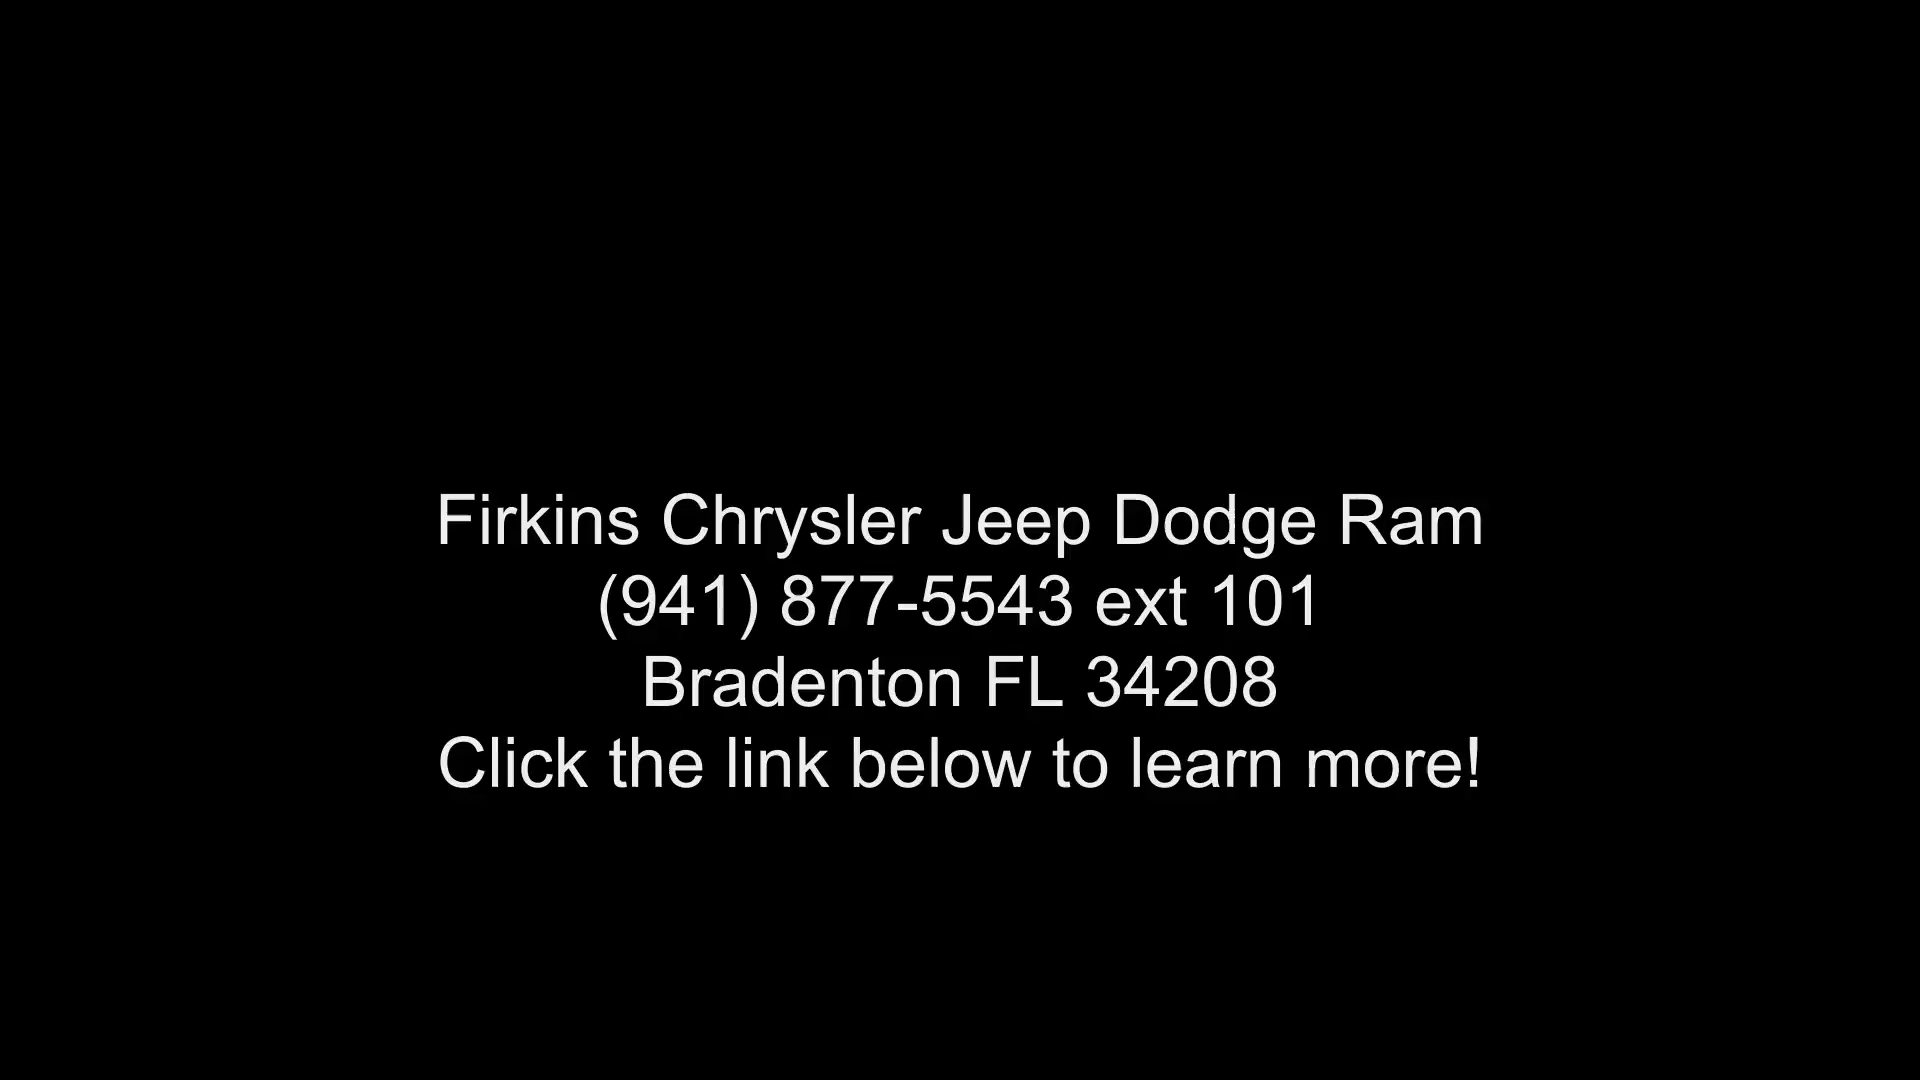 Firkins Chrysler Jeep Dodge Ram
(941) 877-5543 ext 101
Bradenton FL 34208
Click the link below to learn more!